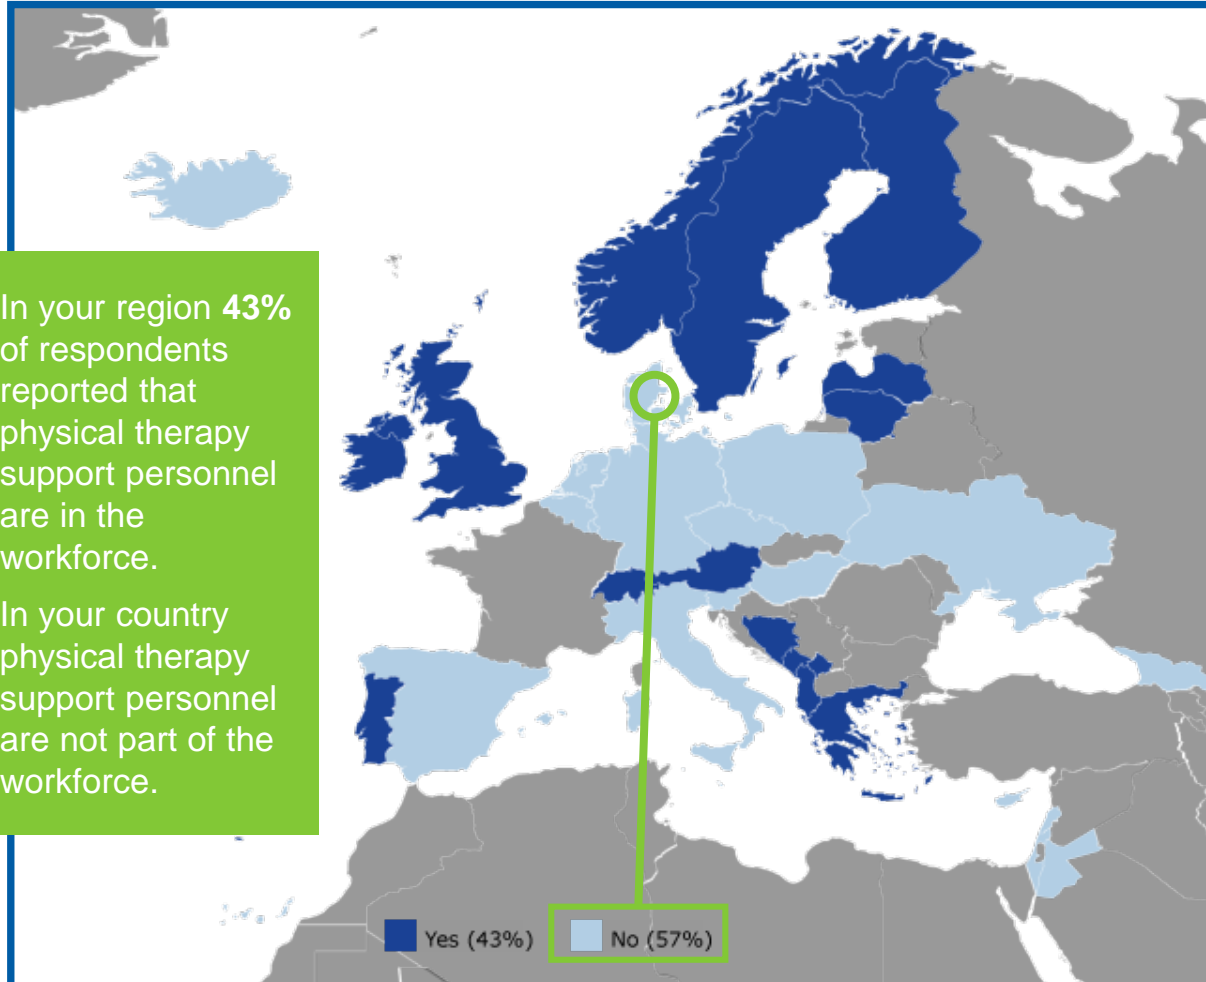 In your region 43%
of respondents
reported that
physical therapy
support personnel
are in the
workforce.
In your country
physical therapy
support personnel
are not part of the
workforce.
Yes (43%)
No (57%)